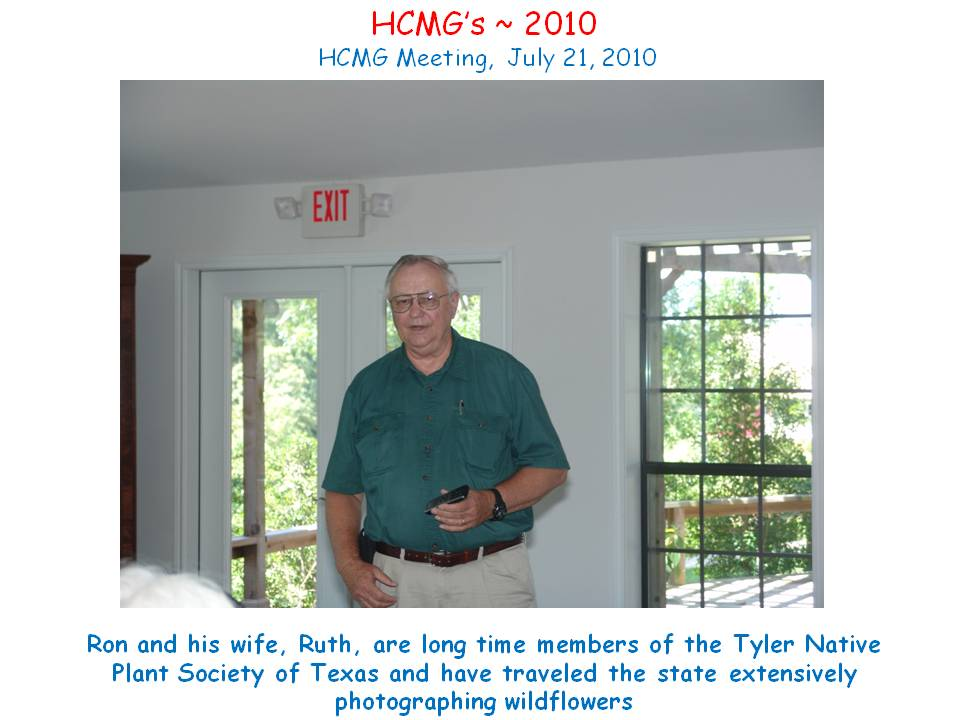 HCMG's ~ 2010
HCMG Meeting, July 21, 2010
EXIT
Ron and his wife, Ruth, are long time members of the Tyler Native
Plant Society of Texas and have traveled the state extensively
photographing wildflowers